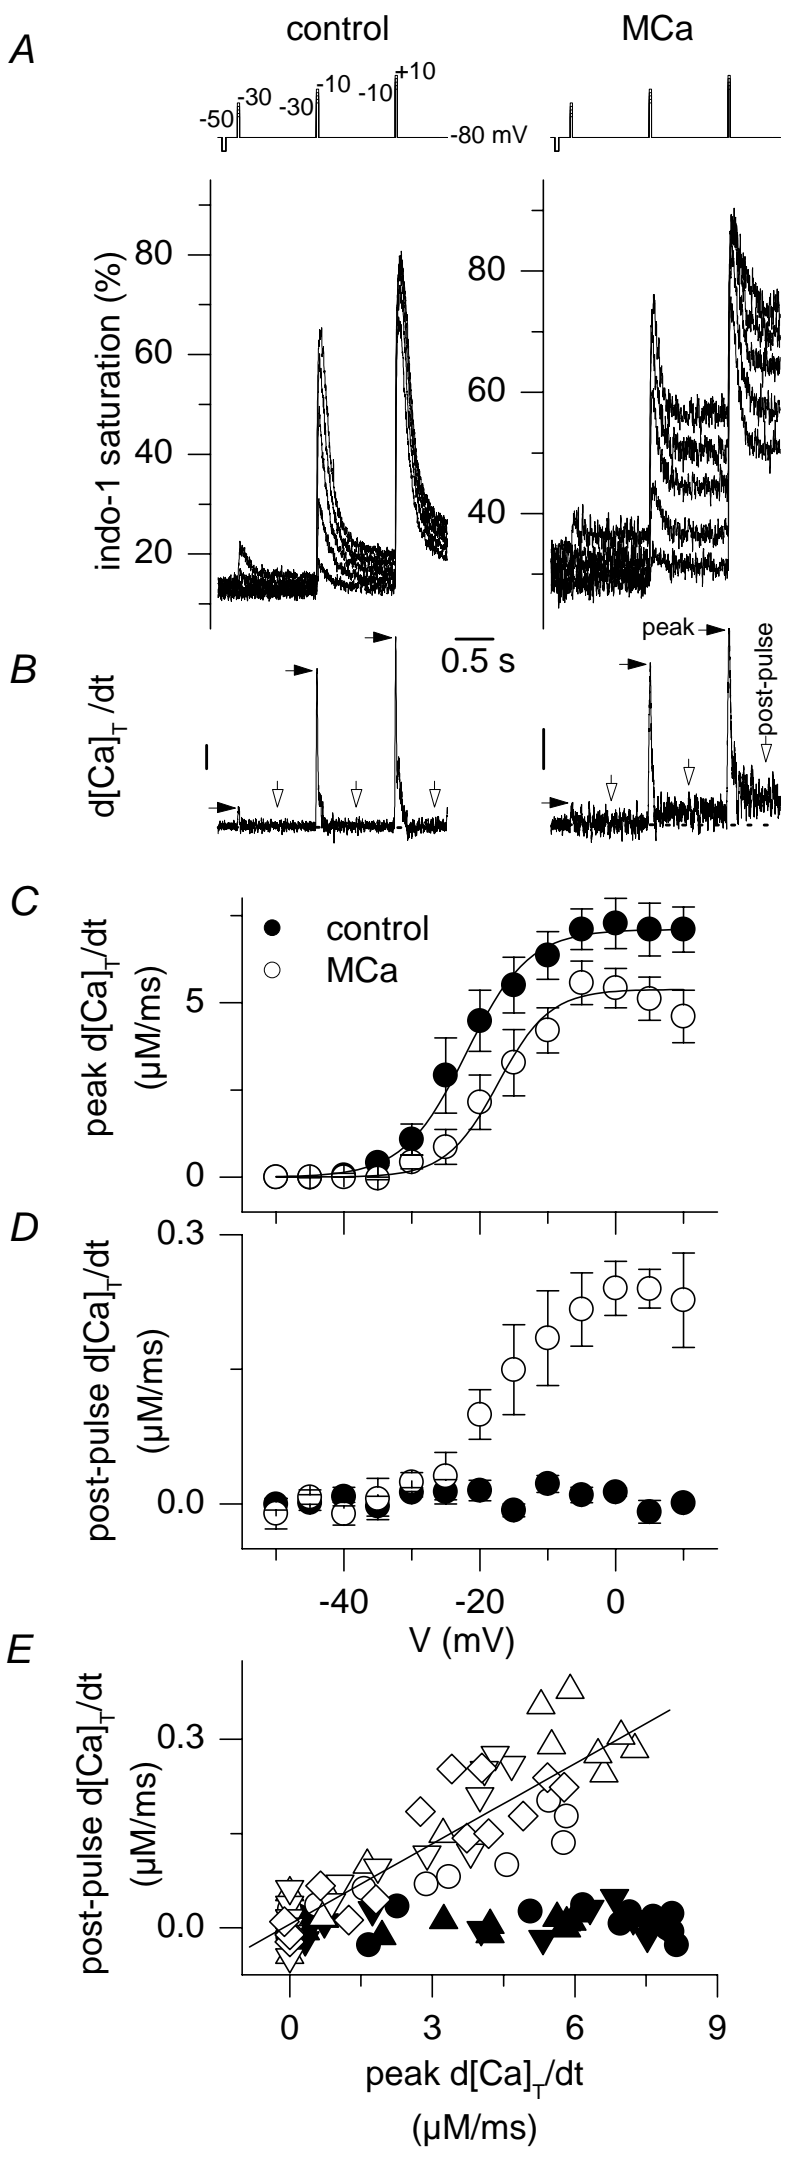 A
control
MCa
-50
-30
-30
-10
-10
+10
-80 mV
indo-1 saturation (%)
80
60
40
20
80
60
40
B
d[Ca]T /dt
0.5 s
peak
post-pulse
C
peak d[Ca]T/dt
(µM/ms)
control
MCa
5
0
D
post-pulse d[Ca]T/dt
(µM/ms)
0.3
0.0
-40
-20
0
V (mV)
E
post-pulse d[Ca]T/dt
(µM/ms)
0.3
0.0
0
3
6
9
peak d[Ca]T/dt
(µM/ms)